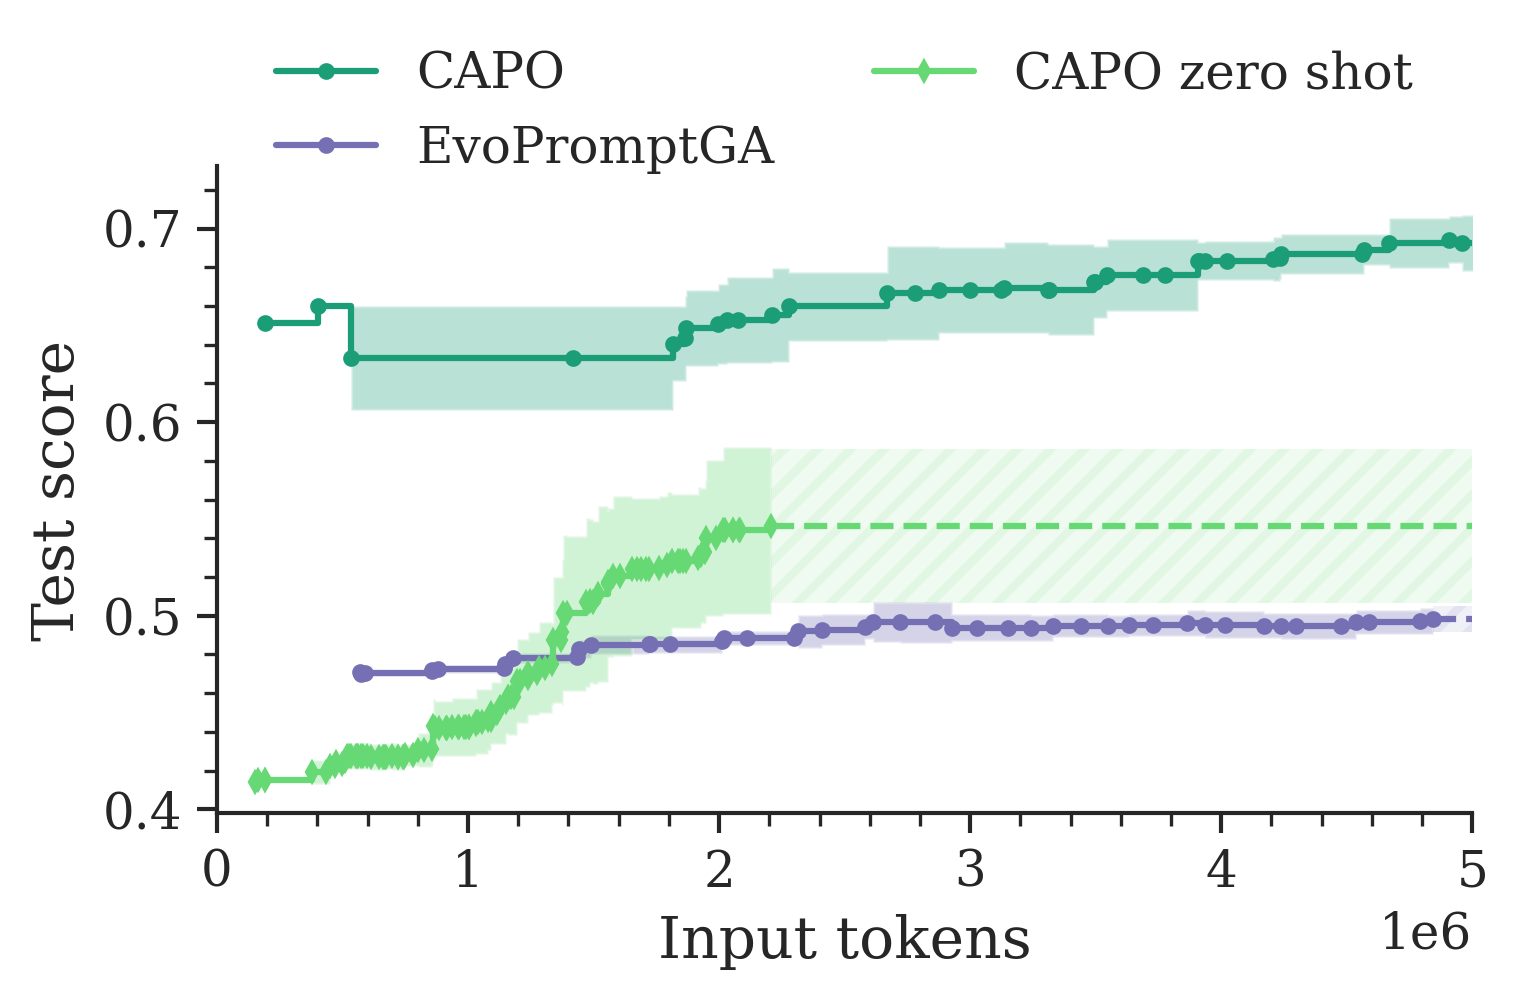 CAPO
CAPO zero shot
EvoPromptGA
0.7
0.6
0.5
0.4
Test score
0 1 2 3 4 5
1e6
Input tokens